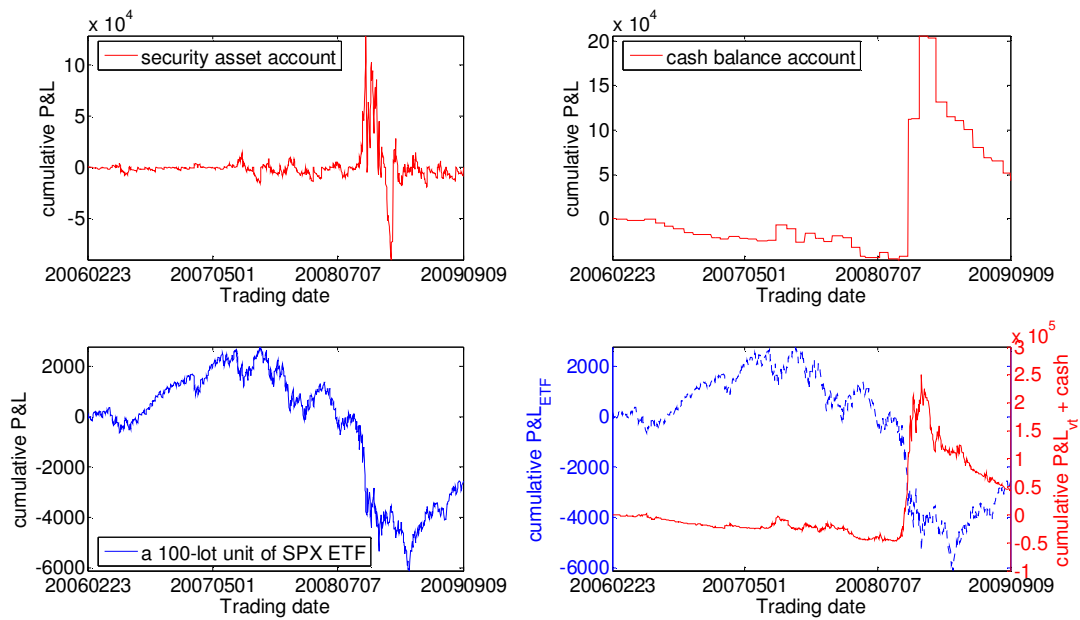 x 10^4
security asset account
10
5
0
-5
cumulative P&L
20060223 20070501 20080707 20090909
Trading date
x 10^4
cash balance account
20
15
10
5
0
cumulative P&L
20060223 20070501 20080707 20090909
Trading date
2000
0
-2000
-4000
-6000
cumulative P&L
a 100-lot unit of SPX ETF
20060223 20070501 20080707 20090909
Trading date
2000
0
-2000
-4000
-6000
cumulative P&L_ETF
x 10^5
3
2.5
2
1.5
1
0.5
0
-0.5
-1
cumulative P&L_vt + cash
20060223 20070501 20080707 20090909
Trading date